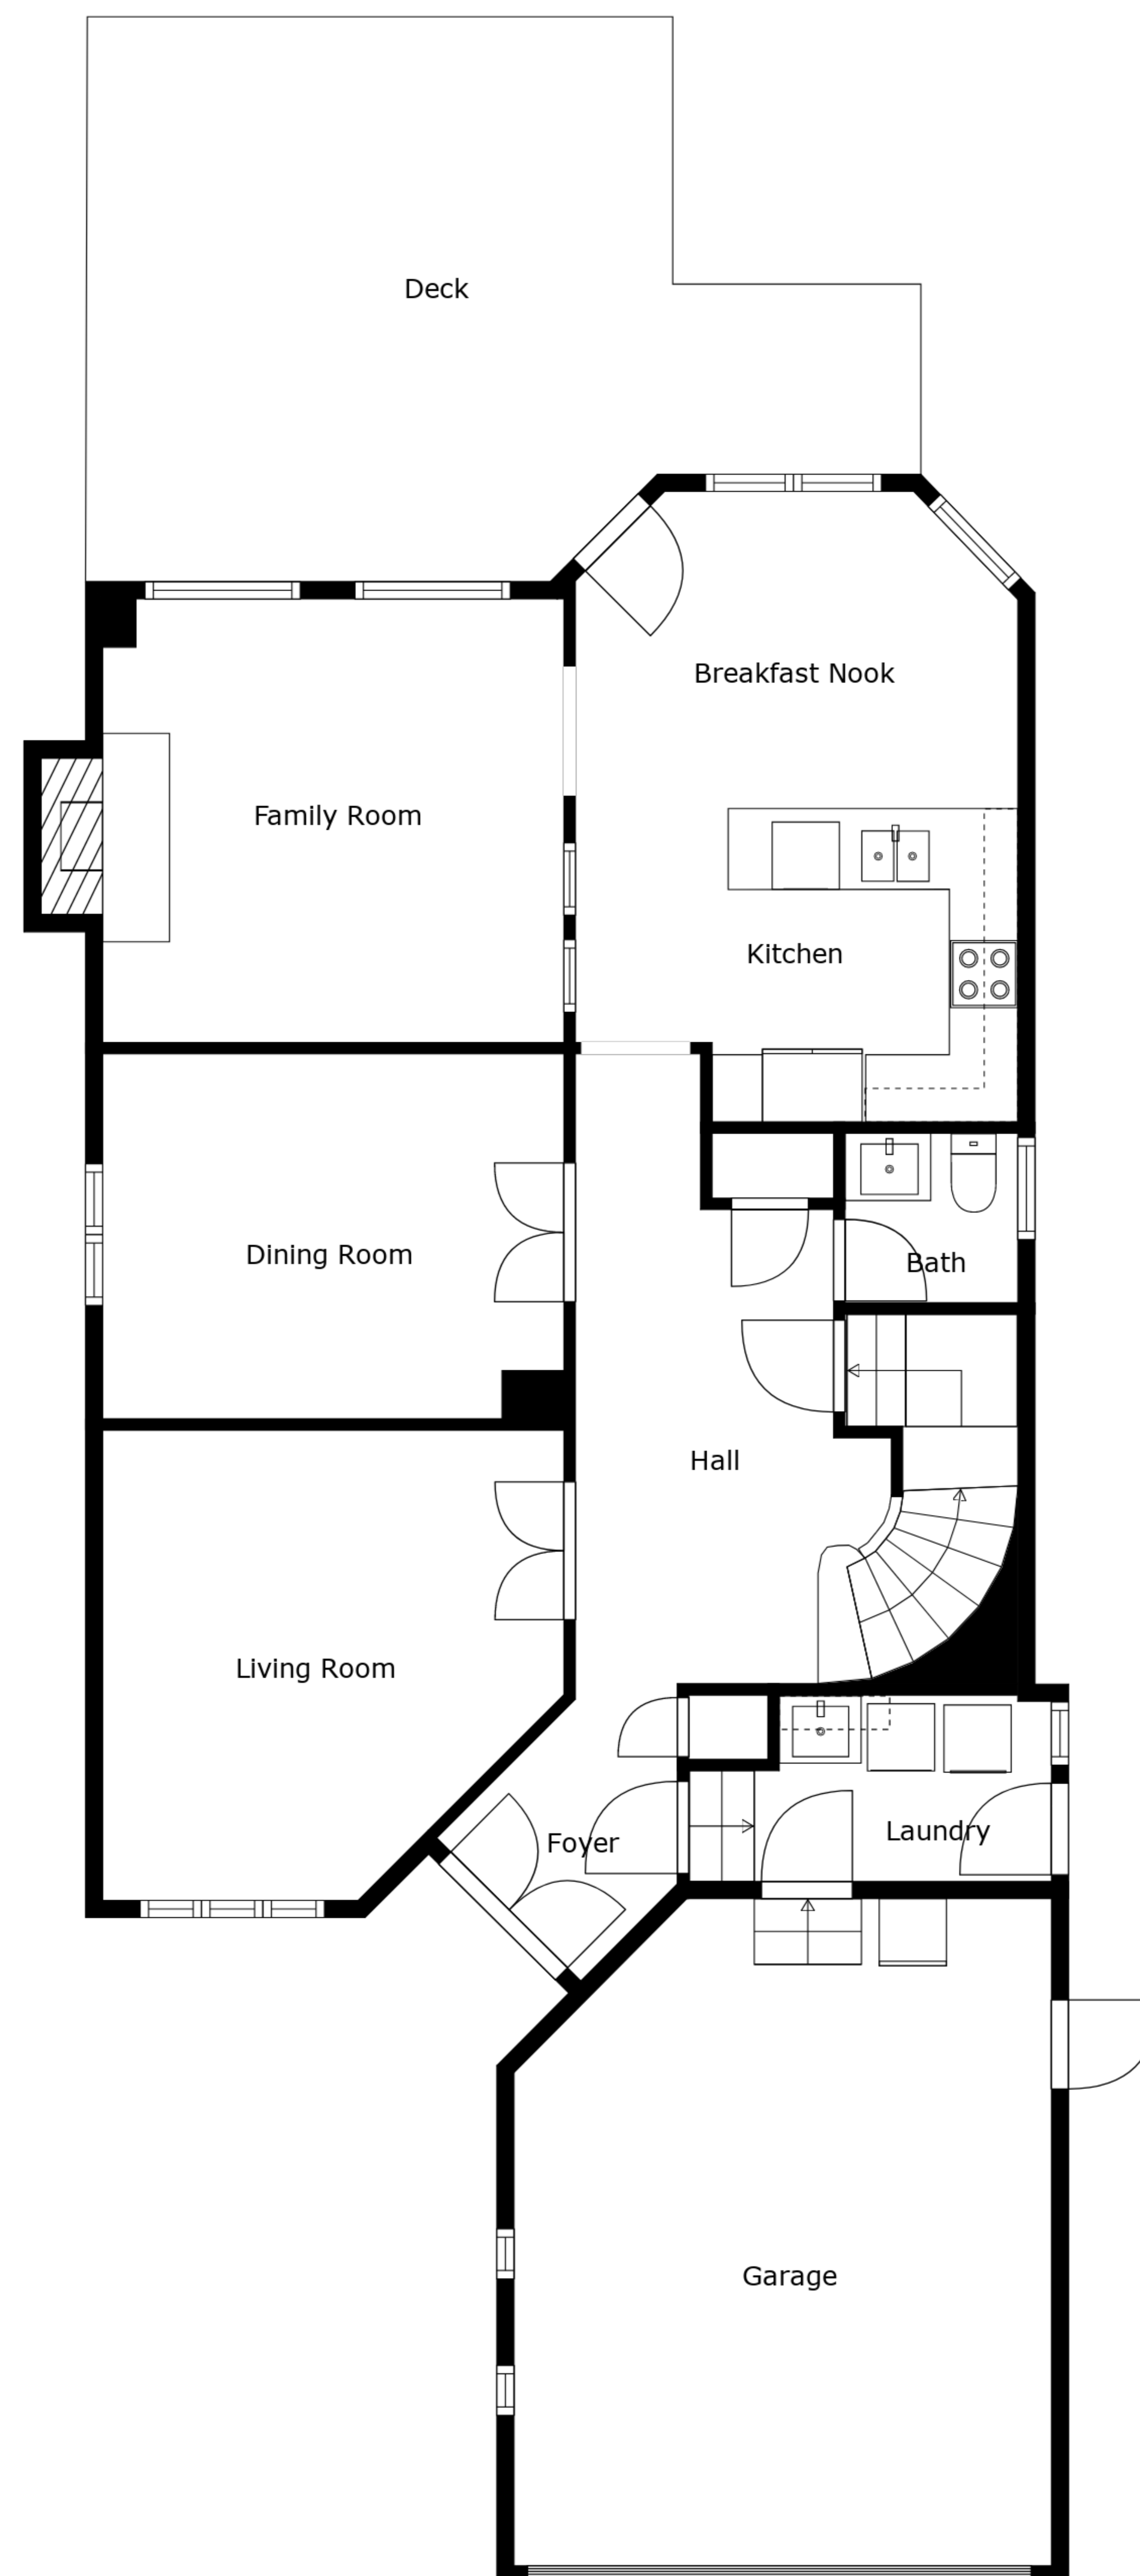 Deck
Breakfast Nook
Family Room
Kitchen
Dining Room
Bath
Hall
Living Room
Foyer
Laundry
Garage